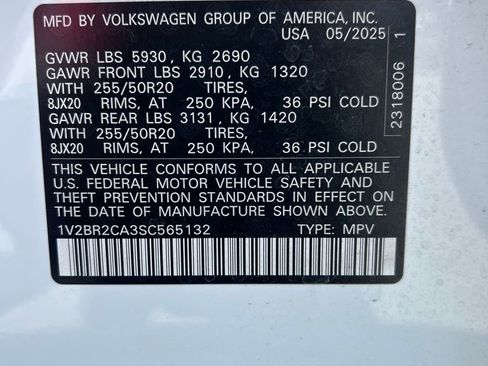 MFD BY VOLKSWAGEN GROUP OF AMERICA, INC.
USA 05/2025
GVWR LBS 5930, KG 2690
GAWR FRONT LBS 2910, KG 1320
WITH 255/50R20 TIRES,
8JX20 RIMS, AT 250 KPA, 36 PSI COLD
GAWR REAR LBS 3131, KG 1420
WITH 255/50R20 TIRES,
8JX20 RIMS, AT 250 KPA, 36 PSI COLD
THIS VEHICLE CONFORMS TO ALL APPLICABLE
U.S. FEDERAL MOTOR VEHICLE SAFETY AND
THEFT PREVENTION STANDARDS IN EFFECT ON
THE DATE OF MANUFACTURE SHOWN ABOVE.
1V2BR2CA3SC565132 TYPE: MPV
2318006 1